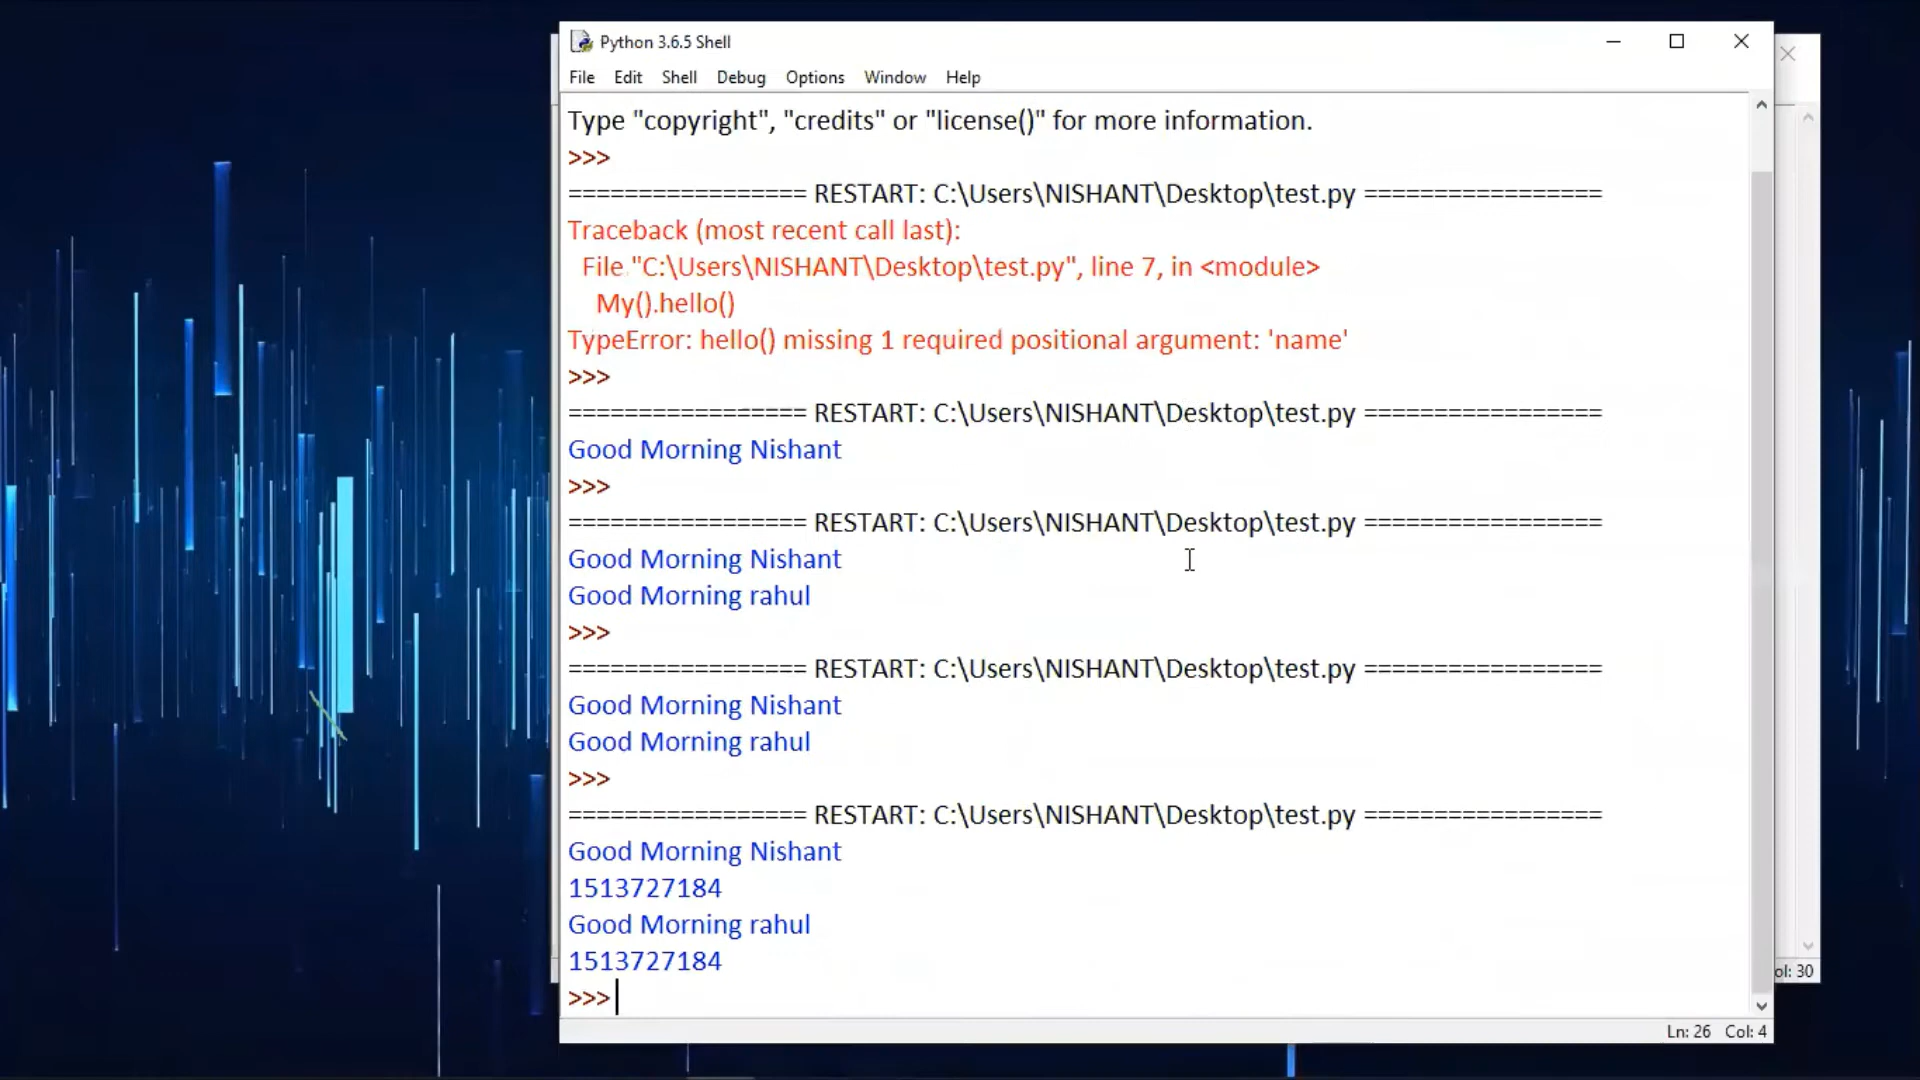 Python 3.6.5 Shell
File Edit Shell Debug Options Window Help
Type "copyright", "credits" or "license()" for more information.
>>>
================= RESTART: C:\Users\NISHANT\Desktop\test.py =================
Traceback (most recent call last):
File "C:\Users\NISHANT\Desktop\test.py", line 7, in <module>
My().hello()
TypeError: hello() missing 1 required positional argument: 'name'
>>>
================= RESTART: C:\Users\NISHANT\Desktop\test.py =================
Good Morning Nishant
>>>
================= RESTART: C:\Users\NISHANT\Desktop\test.py =================
Good Morning Nishant
Good Morning rahul
>>>
================= RESTART: C:\Users\NISHANT\Desktop\test.py =================
Good Morning Nishant
Good Morning rahul
>>>
================= RESTART: C:\Users\NISHANT\Desktop\test.py =================
Good Morning Nishant
1513727184
Good Morning rahul
1513727184
>>>
ol: 30
Ln: 26 Col: 4